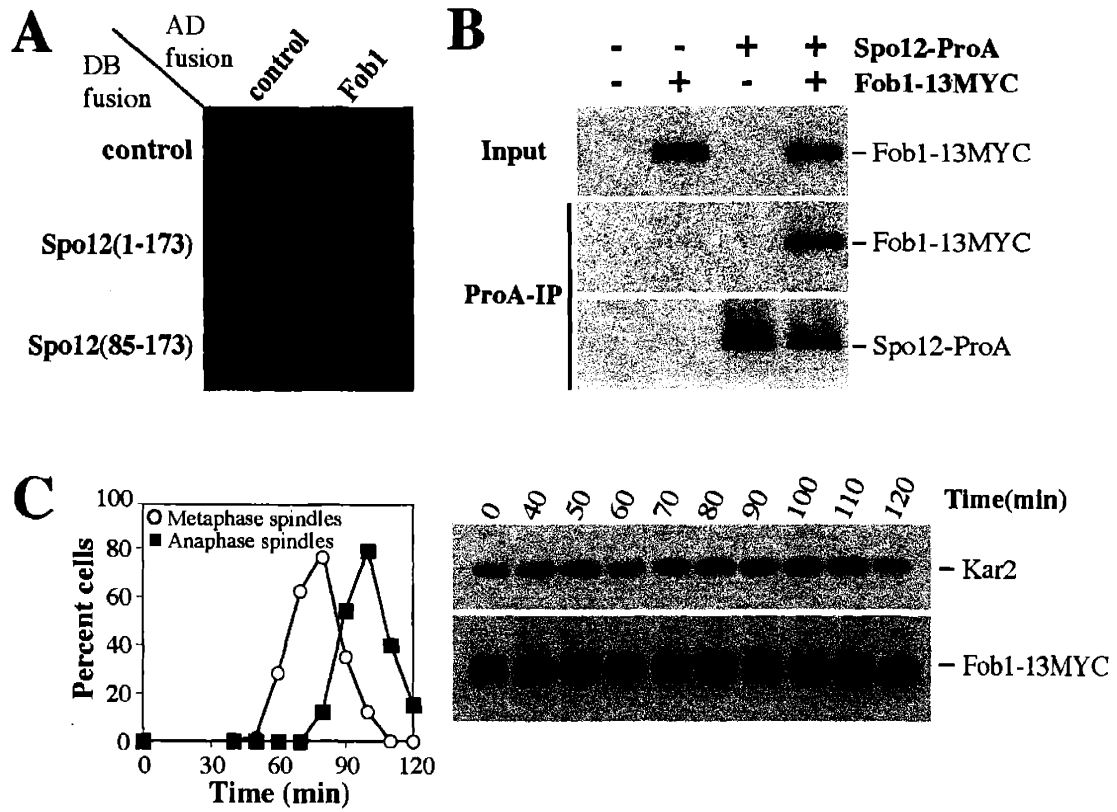 A
AD
fusion
DB
fusion
control
Fob1
control
Spo12(1-173)
Spo12(85-173)
B
- - + + Spo12-ProA
- + - + Fob1-13MYC
Input
– Fob1-13MYC
– Fob1-13MYC
ProA-IP
– Spo12-ProA
C
Percent cells
100
80
60
40
20
0
Metaphase spindles
Anaphase spindles
0 30 60 90 120
Time (min)
0 40 50 60 70 80 90 100 110 120 Time(min)
– Kar2
– Fob1-13MYC